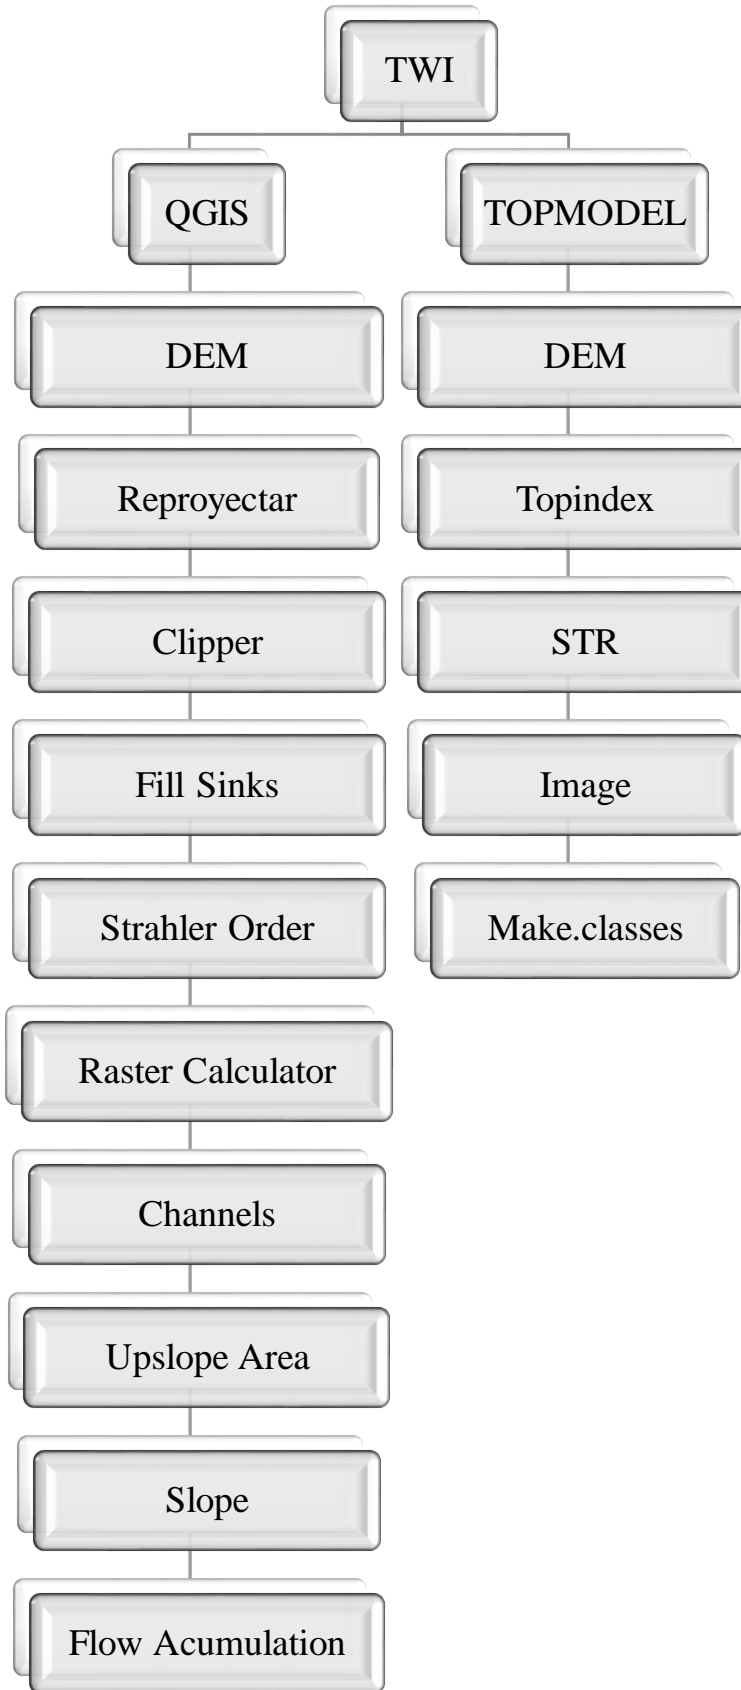 TWI
QGIS
DEM
Reproyectar
Clipper
Fill Sinks
Strahler Order
Raster Calculator
Channels
Upslope Area
Slope
Flow Acumulation
TOPMODEL
DEM
Topindex
STR
Image
Make.classes